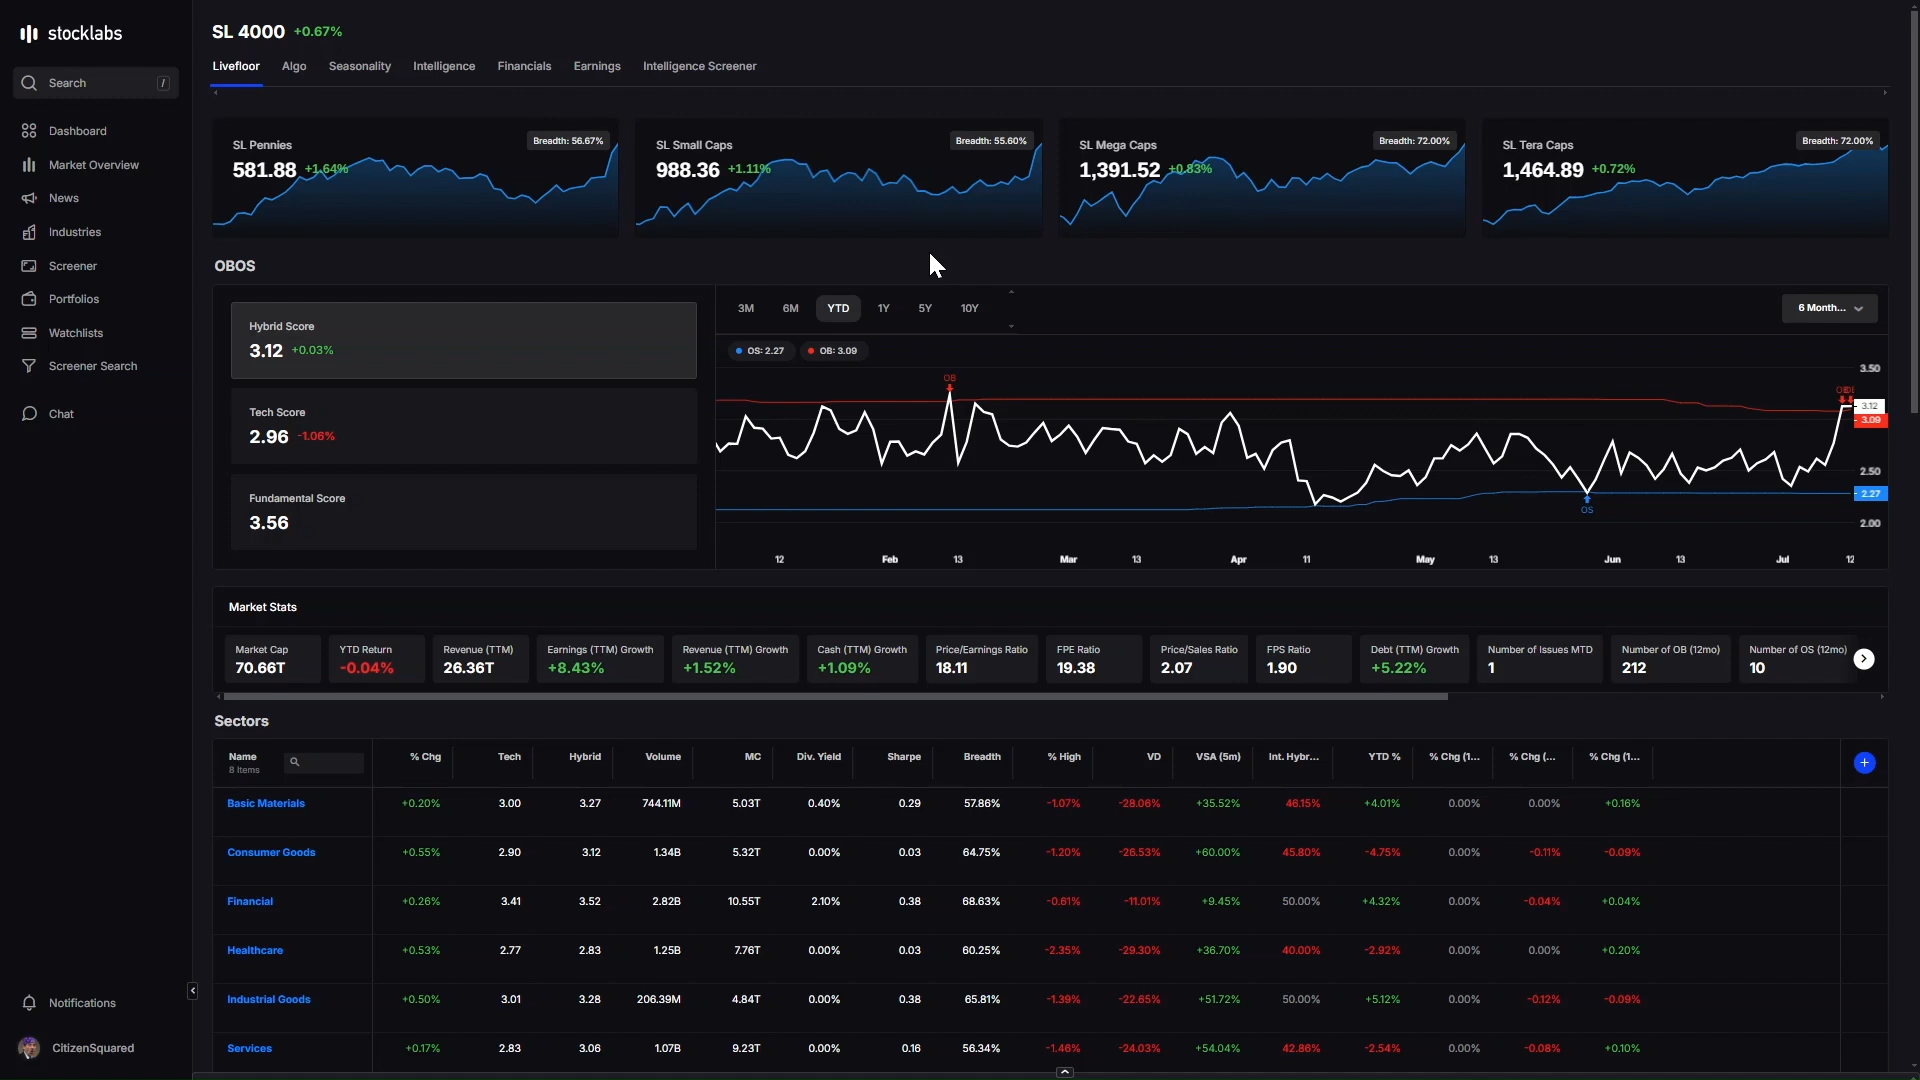 stocklabs
Search /
Dashboard
Market Overview
News
Industries
Screener
Portfolios
Watchlists
Screener Search
Chat
Notifications
CitizenSquared
SL 4000 +0.67%
Livefloor Algo Seasonality Intelligence Financials Earnings Intelligence Screener
SL Pennies Breadth: 56.67%
581.88 +1.64%
SL Small Caps Breadth: 55.60%
988.36 +1.11%
SL Mega Caps Breadth: 72.00%
1,391.52 +0.83%
SL Tera Caps Breadth: 72.00%
1,464.89 +0.72%
OBOS
Hybrid Score
3.12 +0.03%
Tech Score
2.96 -1.06%
Fundamental Score
3.56
3M 6M YTD 1Y 5Y 10Y 6 Month...
OS: 2.27 OB: 3.09
3.50
OB
3.12
3.09
2.50
2.27
OS
2.00
12 Feb 13 Mar 13 Apr 11 May 13 Jun 13 Jul 12
Market Stats
Market Cap YTD Return Revenue (TTM) Earnings (TTM) Growth Revenue (TTM) Growth Cash (TTM) Growth Price/Earnings Ratio FPE Ratio Price/Sales Ratio FPS Ratio Debt (TTM) Growth Number of Issues MTD Number of OB (12mo) Number of OS (12mo)
70.66T -0.04% 26.36T +8.43% +1.52% +1.09% 18.11 19.38 2.07 1.90 +5.22% 1 212 10
Sectors
Name % Chg Tech Hybrid Volume MC Div. Yield Sharpe Breadth % High VD VSA (5m) Int. Hybr... YTD % % Chg (1... % Chg (... % Chg (1...
8 Items
Basic Materials +0.20% 3.00 3.27 744.11M 5.03T 0.40% 0.29 57.86% -1.07% -28.06% +35.52% 46.15% +4.01% 0.00% 0.00% +0.16%
Consumer Goods +0.55% 2.90 3.12 1.34B 5.32T 0.00% 0.03 64.75% -1.20% -26.53% +60.00% 45.80% -4.75% 0.00% -0.11% -0.09%
Financial +0.26% 3.41 3.52 2.82B 10.55T 2.10% 0.38 68.63% -0.61% -11.01% +9.45% 50.00% +4.32% 0.00% -0.04% +0.04%
Healthcare +0.53% 2.77 2.83 1.25B 7.76T 0.00% 0.03 60.25% -2.35% -29.30% +36.70% 40.00% -2.92% 0.00% 0.00% +0.20%
Industrial Goods +0.50% 3.01 3.28 206.39M 4.84T 0.00% 0.38 65.81% -1.39% -22.65% +51.72% 50.00% +5.12% 0.00% -0.12% -0.09%
Services +0.17% 2.83 3.06 1.07B 9.23T 0.00% 0.16 56.34% -1.46% -24.03% +54.04% 42.86% -2.54% 0.00% -0.08% +0.10%